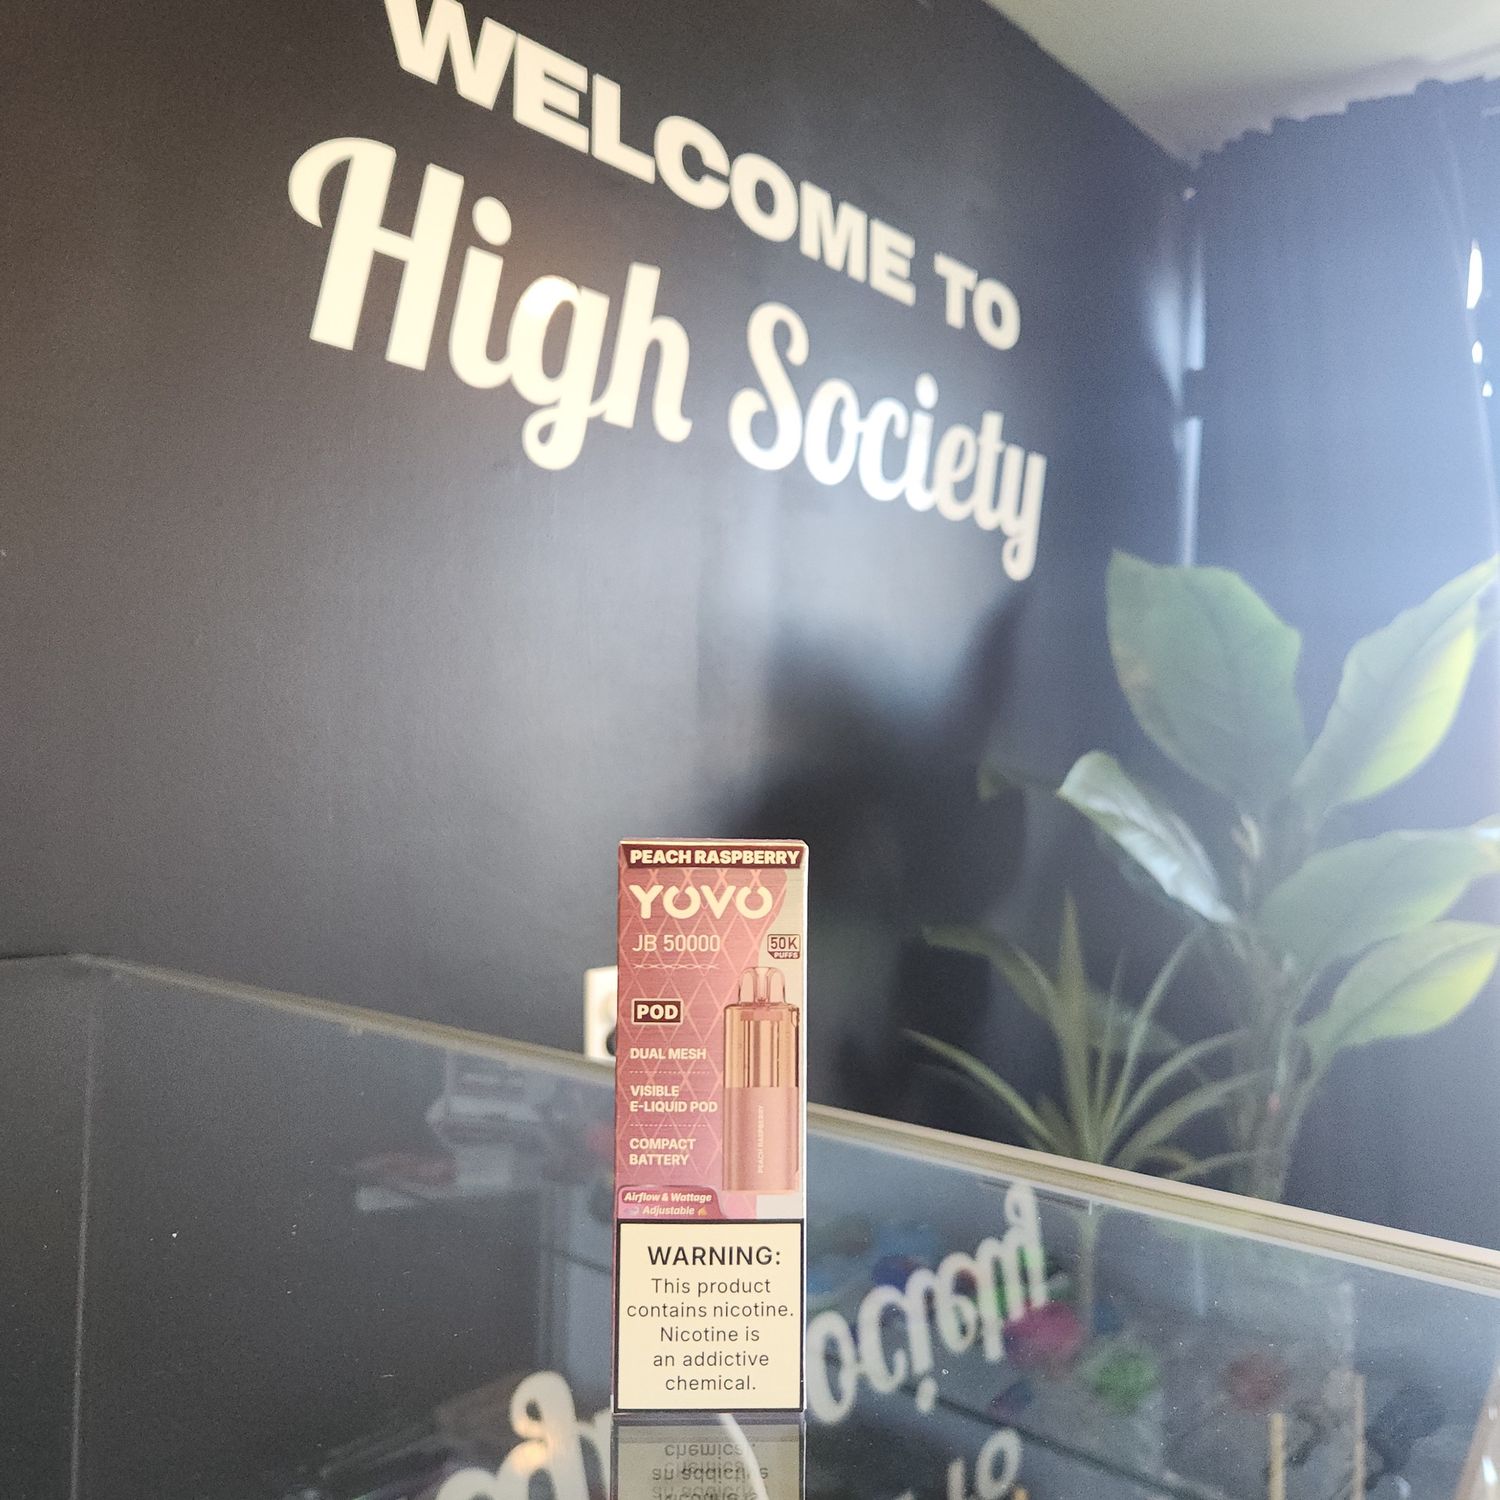 WELCOME TO
High Society
PEACH RASPBERRY
YOVO
JB 50000
50K
PUFFS
POD
DUAL MESH
VISIBLE
E-LIQUID POD
COMPACT
BATTERY
PEACH RASPBERRY
Airflow & Wattage
Adjustable
WARNING:
This product
contains nicotine.
Nicotine is
an addictive
chemical.